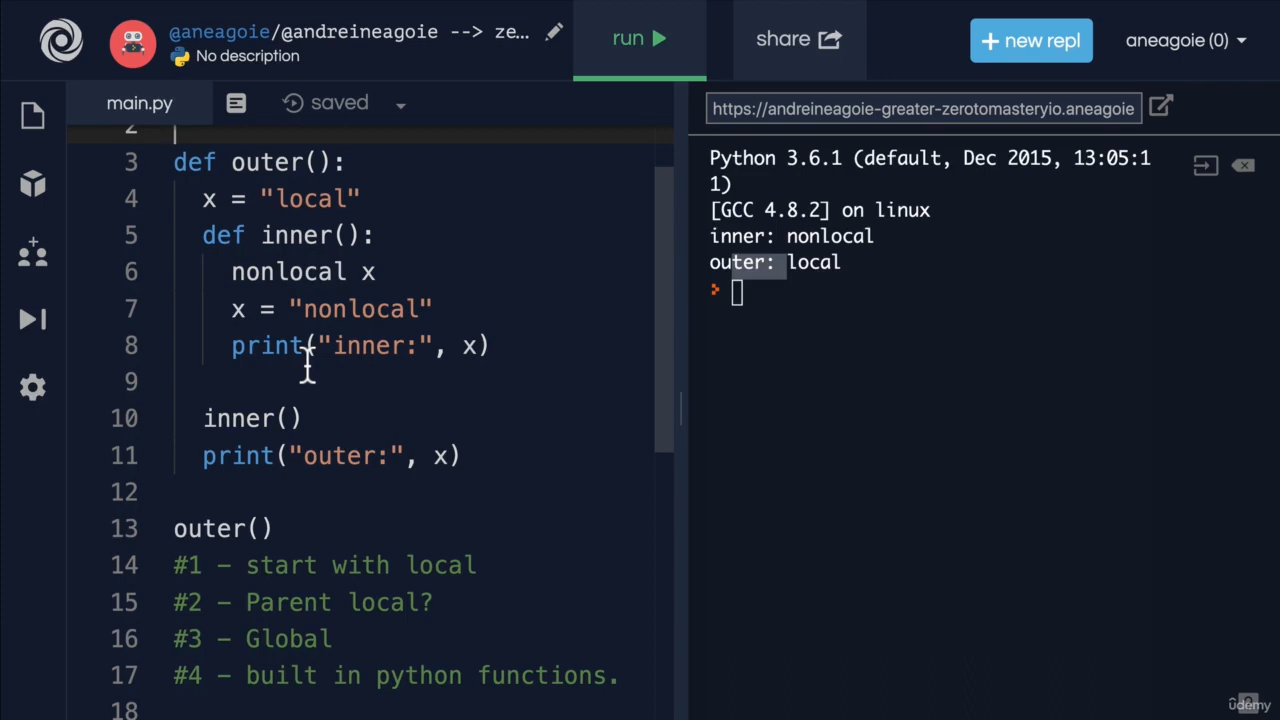 @aneagoie/@andreineagoie --> ze...
No description
run
share
+ new repl
aneagoie (0)
main.py
saved
https://andreineagoie-greater-zerotomasteryio.aneagoie
2
3 def outer():
4 x = "local"
5 def inner():
6 nonlocal x
7 x = "nonlocal"
8 print("inner:", x)
9
10 inner()
11 print("outer:", x)
12
13 outer()
14 #1 - start with local
15 #2 - Parent local?
16 #3 - Global
17 #4 - built in python functions.
18
Python 3.6.1 (default, Dec 2015, 13:05:1
1)
[GCC 4.8.2] on linux
inner: nonlocal
outer: local
ûdemy